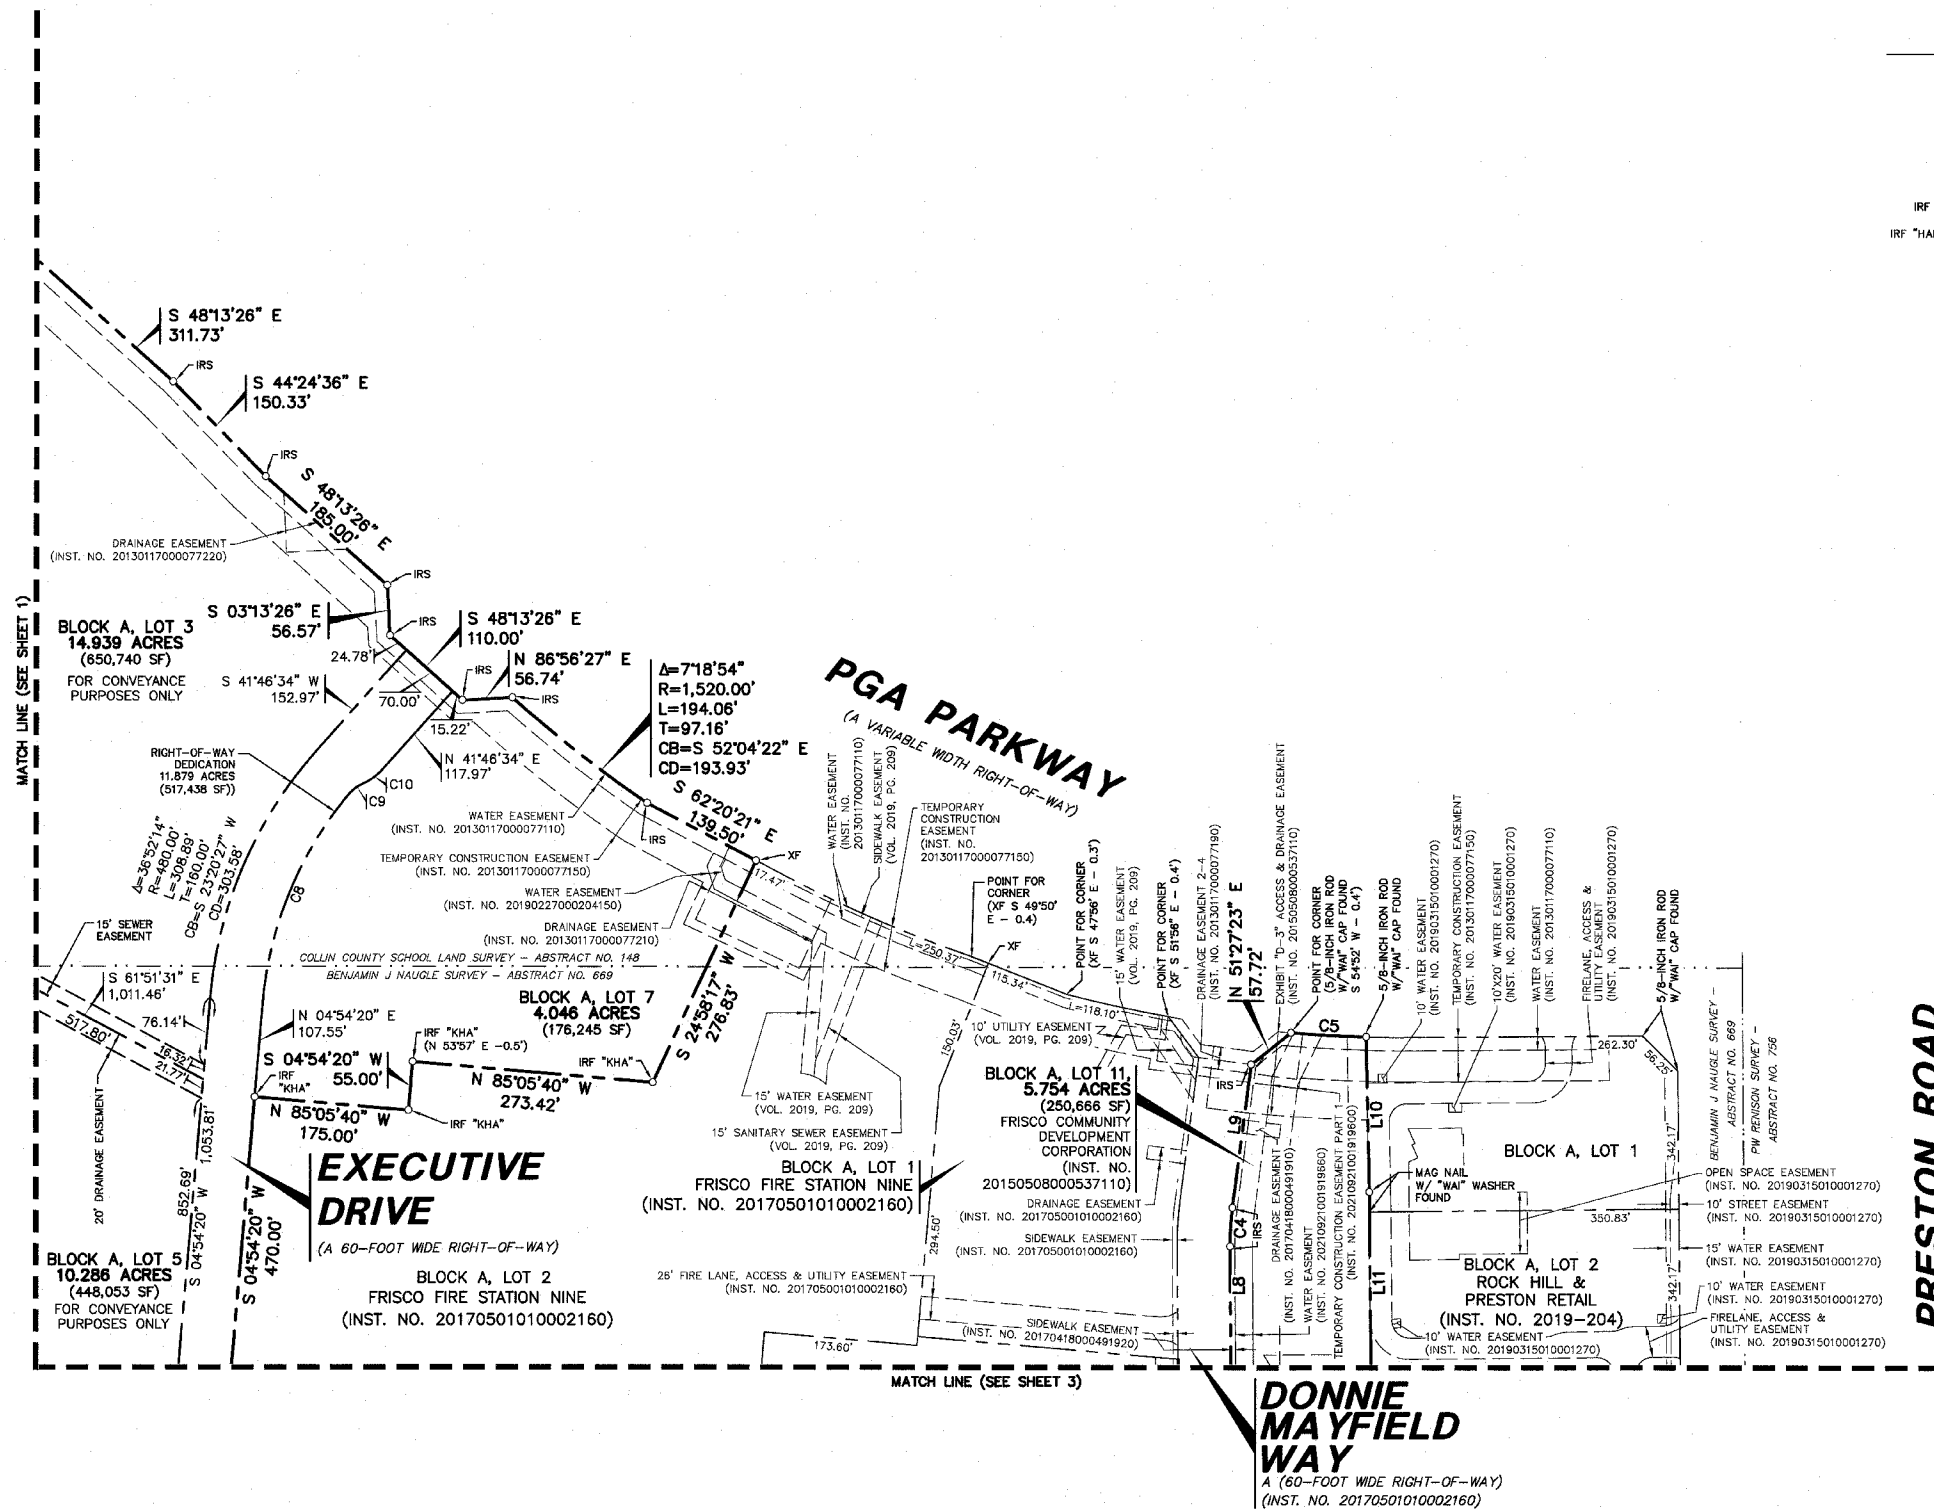 IRF
IRF "HA
S 48°13'26" E
311.73'
IRS
S 44°24'36" E
150.33'
IRS
S 48°13'26" E
185.00'
DRAINAGE EASEMENT
(INST. NO. 20130117000077220)
IRS
MATCH LINE (SEE SHEET 1)
BLOCK A, LOT 3
14.939 ACRES
(650,740 SF)
FOR CONVEYANCE
PURPOSES ONLY
S 03°13'26" E
56.57'
IRS
24.78'
S 48°13'26" E
110.00'
S 41°46'34" W
152.97'
70.00'
15.22'
IRS
N 86°56'27" E
56.74'
IRS
Δ=7°18'54"
R=1,520.00'
L=194.06'
T=97.16'
CB=S 52°04'22" E
CD=193.93'
PGA PARKWAY
(A VARIABLE WIDTH RIGHT-OF-WAY)
RIGHT-OF-WAY
DEDICATION
11.879 ACRES
(517,438 SF))
N 41°46'34" E
117.97'
C10
C9
C8
WATER EASEMENT
(INST. NO. 20130117000077110)
S 62°20'21" E
139.50'
IRS
XF
17.47'
TEMPORARY CONSTRUCTION EASEMENT
(INST. NO. 20130117000077150)
WATER EASEMENT
(INST. NO. 20190227000204150)
DRAINAGE EASEMENT
(INST. NO. 20130117000077210)
WATER EASEMENT
(INST. NO.
20130117000077110)
SIDEWALK EASEMENT
(VOL. 2019, PG. 209)
TEMPORARY
CONSTRUCTION
EASEMENT
(INST. NO.
20130117000077150)
POINT FOR
CORNER
(XF S 49°50'
E - 0.4)
XF
L=250.37'
115.34'
L=118.10'
POINT FOR CORNER
(XF S 47°56' E - 0.3')
15' WATER EASEMENT
(VOL. 2019, PG. 209)
POINT FOR CORNER
(XF S 51°56" E - 0.4')
DRAINAGE EASEMENT 2-4
(INST. NO. 20130117000077190)
N 51°27'23" E
57.72'
EXHIBIT "D-3" ACCESS & DRAINAGE EASEMENT
(INST. NO. 20150508000537110)
POINT FOR CORNER
(5/8-INCH IRON ROD
W/"WAI" CAP FOUND
S 54°52' W - 0.4')
5/8-INCH IRON ROD
W/"WAI" CAP FOUND
10' WATER EASEMENT
(INST. NO. 20190315010001270)
TEMPORARY CONSTRUCTION EASEMENT
(INST. NO. 20130117000077150)
10'X20' WATER EASEMENT
(INST. NO. 20190315010001270)
WATER EASEMENT
(INST. NO. 20130117000077110)
FIRELANE, ACCESS &
UTILITY EASEMENT
(INST. NO. 20190315010001270)
5/8-INCH IRON ROD
W/"WAI" CAP FOUND
Δ=36°52'14"
R=480.00'
L=308.89'
T=160.00'
CB=S 23°20'27" W
CD=303.58'
15' SEWER
EASEMENT
COLLIN COUNTY SCHOOL LAND SURVEY - ABSTRACT NO. 148
BENJAMIN J NAUGLE SURVEY - ABSTRACT NO. 669
S 61°51'31" E
1,011.46'
517.80'
76.14'
16.32'
21.77'
N 04°54'20" E
107.55'
S 04°54'20" W
55.00'
IRF
"KHA"
IRF "KHA"
(N 53°57' E -0.5')
BLOCK A, LOT 7
4.046 ACRES
(176,245 SF)
S 24°58'17" W
276.83'
IRF "KHA"
N 85°05'40" W
273.42'
N 85°05'40" W
175.00'
IRF "KHA"
20' DRAINAGE EASEMENT
852.69'
1,053.81'
S 04°54'20" W
S 04°54'20" W
470.00'
EXECUTIVE
DRIVE
(A 60-FOOT WIDE RIGHT-OF-WAY)
BLOCK A, LOT 5
10.286 ACRES
(448,053 SF)
FOR CONVEYANCE
PURPOSES ONLY
BLOCK A, LOT 2
FRISCO FIRE STATION NINE
(INST. NO. 20170501010002160)
15' WATER EASEMENT
(VOL. 2019, PG. 209)
15' SANITARY SEWER EASEMENT
(VOL. 2019, PG. 209)
BLOCK A, LOT 1
FRISCO FIRE STATION NINE
(INST. NO. 20170501010002160)
150.03'
294.50'
10' UTILITY EASEMENT
(VOL. 2019, PG. 209)
BLOCK A, LOT 11,
5.754 ACRES
(250,666 SF)
FRISCO COMMUNITY
DEVELOPMENT
CORPORATION
(INST. NO.
20150508000537110)
DRAINAGE EASEMENT
(INST. NO. 20170501010002160)
SIDEWALK EASEMENT
(INST. NO. 20170501010002160)
26' FIRE LANE, ACCESS & UTILITY EASEMENT
(INST. NO. 20170501010002160)
SIDEWALK EASEMENT
(INST. NO. 20170418000491920)
173.60'
IRS
C5
L9
C4
IRS
L8
DRAINAGE EASEMENT
(INST. NO. 20170418000491910)
WATER EASEMENT
(INST. NO. 20210921001919660)
TEMPORARY CONSTRUCTION EASEMENT PART 1
(INST. NO. 20210921001919600)
L10
L11
262.30'
56.25'
342.17'
BLOCK A, LOT 1
MAG NAIL
W/ "WAI" WASHER
FOUND
350.83'
BLOCK A, LOT 2
ROCK HILL &
PRESTON RETAIL
(INST. NO. 2019-204)
342.17'
10' WATER EASEMENT
(INST. NO. 20190315010001270)
BENJAMIN J NAUGLE SURVEY -
ABSTRACT NO. 669
PW RENISON SURVEY -
ABSTRACT NO. 756
OPEN SPACE EASEMENT
(INST. NO. 20190315010001270)
10' STREET EASEMENT
(INST. NO. 20190315010001270)
15' WATER EASEMENT
(INST. NO. 20190315010001270)
10' WATER EASEMENT
(INST. NO. 20190315010001270)
FIRELANE, ACCESS &
UTILITY EASEMENT
(INST. NO. 20190315010001270)
PRESTON ROAD
MATCH LINE (SEE SHEET 3)
DONNIE
MAYFIELD
WAY
A (60-FOOT WIDE RIGHT-OF-WAY)
(INST. NO. 20170501010002160)